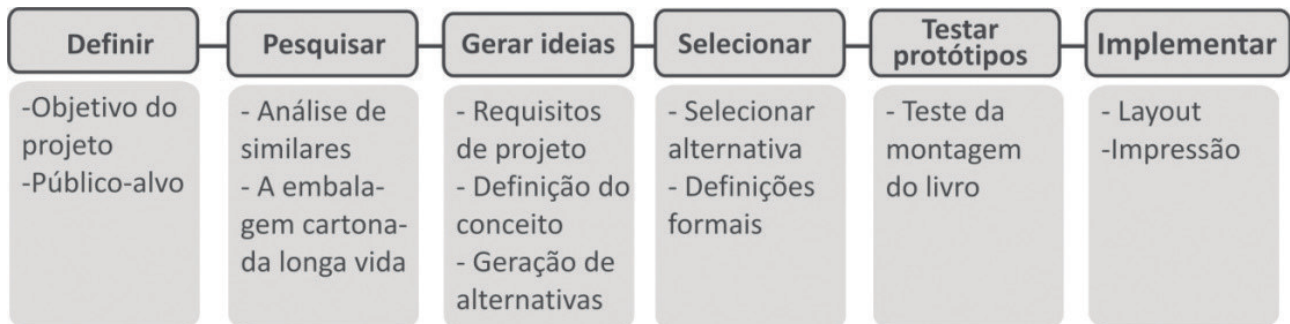 Definir
-Objetivo do
projeto
-Público-alvo
Pesquisar
- Análise de
similares
- A embala-
gem cartona-
da longa vida
Gerar ideias
- Requisitos
de projeto
- Definição do
conceito
- Geração de
alternativas
Selecionar
- Selecionar
alternativa
- Definições
formais
Testar
protótipos
- Teste da
montagem
do livro
Implementar
- Layout
-Impressão